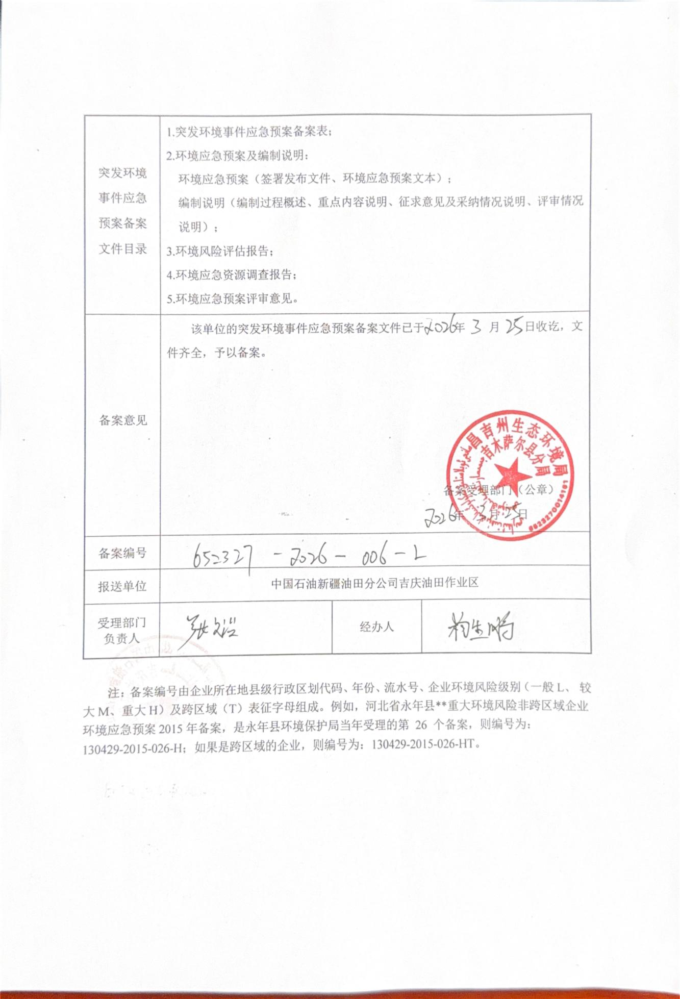 突发环境
事件应急
预案备案
文件目录
1.突发环境事件应急预案备案表;
2.环境应急预案及编制说明:
环境应急预案（签署发布文件、环境应急预案文本）;
编制说明（编制过程概述、重点内容说明、征求意见及采纳情况说明、评审情况
说明）;
3.环境风险评估报告;
4.环境应急资源调查报告;
5.环境应急预案评审意见。
备案意见
该单位的突发环境事件应急预案备案文件已于2026年 3 月 25日收讫，文
件齐全，予以备案。
昌吉州生态环境局
吉木萨尔县分局
6523270014161
备案受理部门（公章）
2026年 3月 25日
备案编号
652327 - 2026 - 006 - L
报送单位
中国石油新疆油田分公司吉庆油田作业区
受理部门
负责人
经办人
注：备案编号由企业所在地县级行政区划代码、年份、流水号、企业环境风险级别（一般 L、 较
大 M、重大 H）及跨区域（T）表征字母组成。例如，河北省永年县**重大环境风险非跨区域企业
环境应急预案 2015 年备案，是永年县环境保护局当年受理的第 26 个备案，则编号为：
130429-2015-026-H；如果是跨区域的企业，则编号为：130429-2015-026-HT。